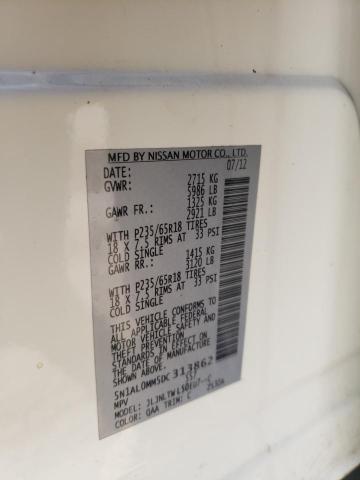 MFD BY NISSAN MOTOR CO., LTD.
DATE: 07/12
GVWR: 2715 KG
5986 LB
GAWR FR.: 1325 KG
2921 LB
WITH P235/65R18 TIRES
18 X 7.5 RIMS AT 33 PSI
COLD SINGLE
GAWR RR.: 1415 KG
3120 LB
WITH P235/65R18 TIRES
18 X 7.5 RIMS AT 33 PSI
COLD SINGLE
THIS VEHICLE CONFORMS TO
ALL APPLICABLE FEDERAL
MOTOR VEHICLE SAFETY
THEFT PREVENTION
STANDARDS IN EFFECT ON
THE DATE OF MANUFACTURE
SHOWN ABOVE.
5N1AL0MM5DC313862
MPV
COLOR: QAA TRIM: C